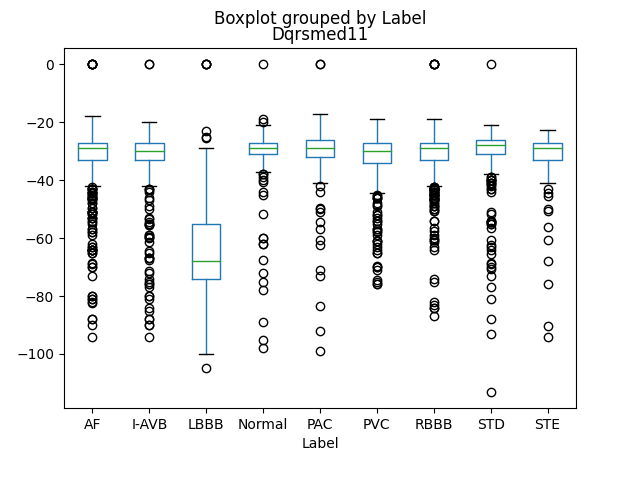 Boxplot grouped by Label
Dqrsmed11
0
−20
−40
−60
−80
−100
AF I-AVB LBBB Normal PAC PVC RBBB STD STE
Label